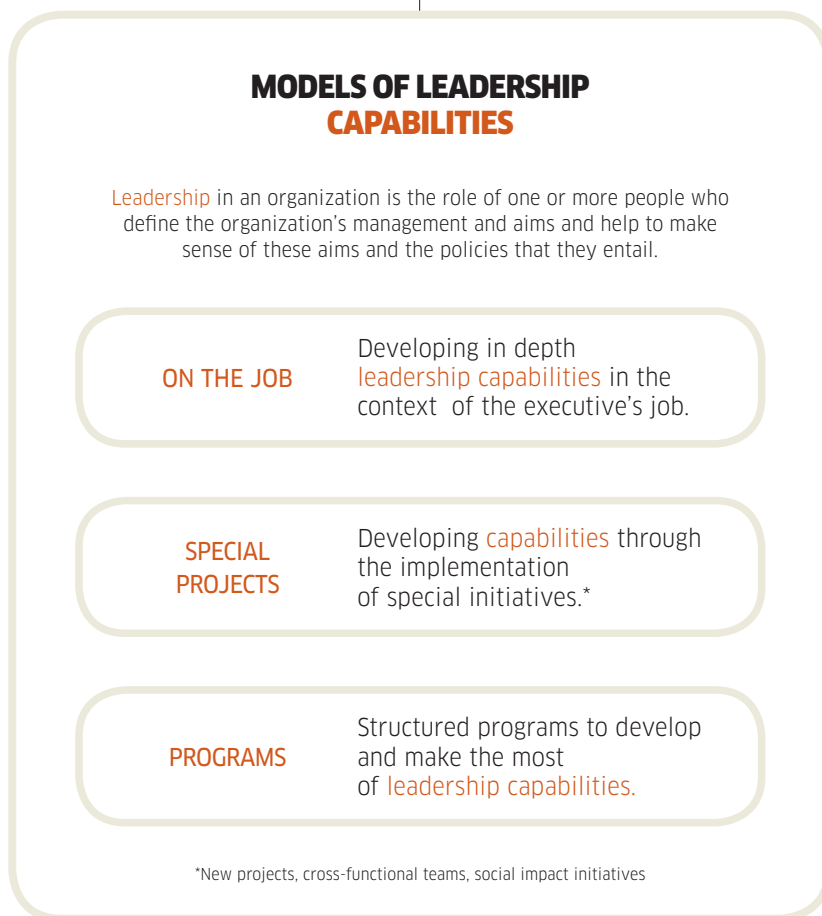 MODELS OF LEADERSHIP
CAPABILITIES
Leadership in an organization is the role of one or more people who
define the organization’s management and aims and help to make
sense of these aims and the policies that they entail.
ON THE JOB
Developing in depth
leadership capabilities in the
context of the executive’s job.
SPECIAL
PROJECTS
Developing capabilities through
the implementation
of special initiatives.*
PROGRAMS
Structured programs to develop
and make the most
of leadership capabilities.
*New projects, cross-functional teams, social impact initiatives